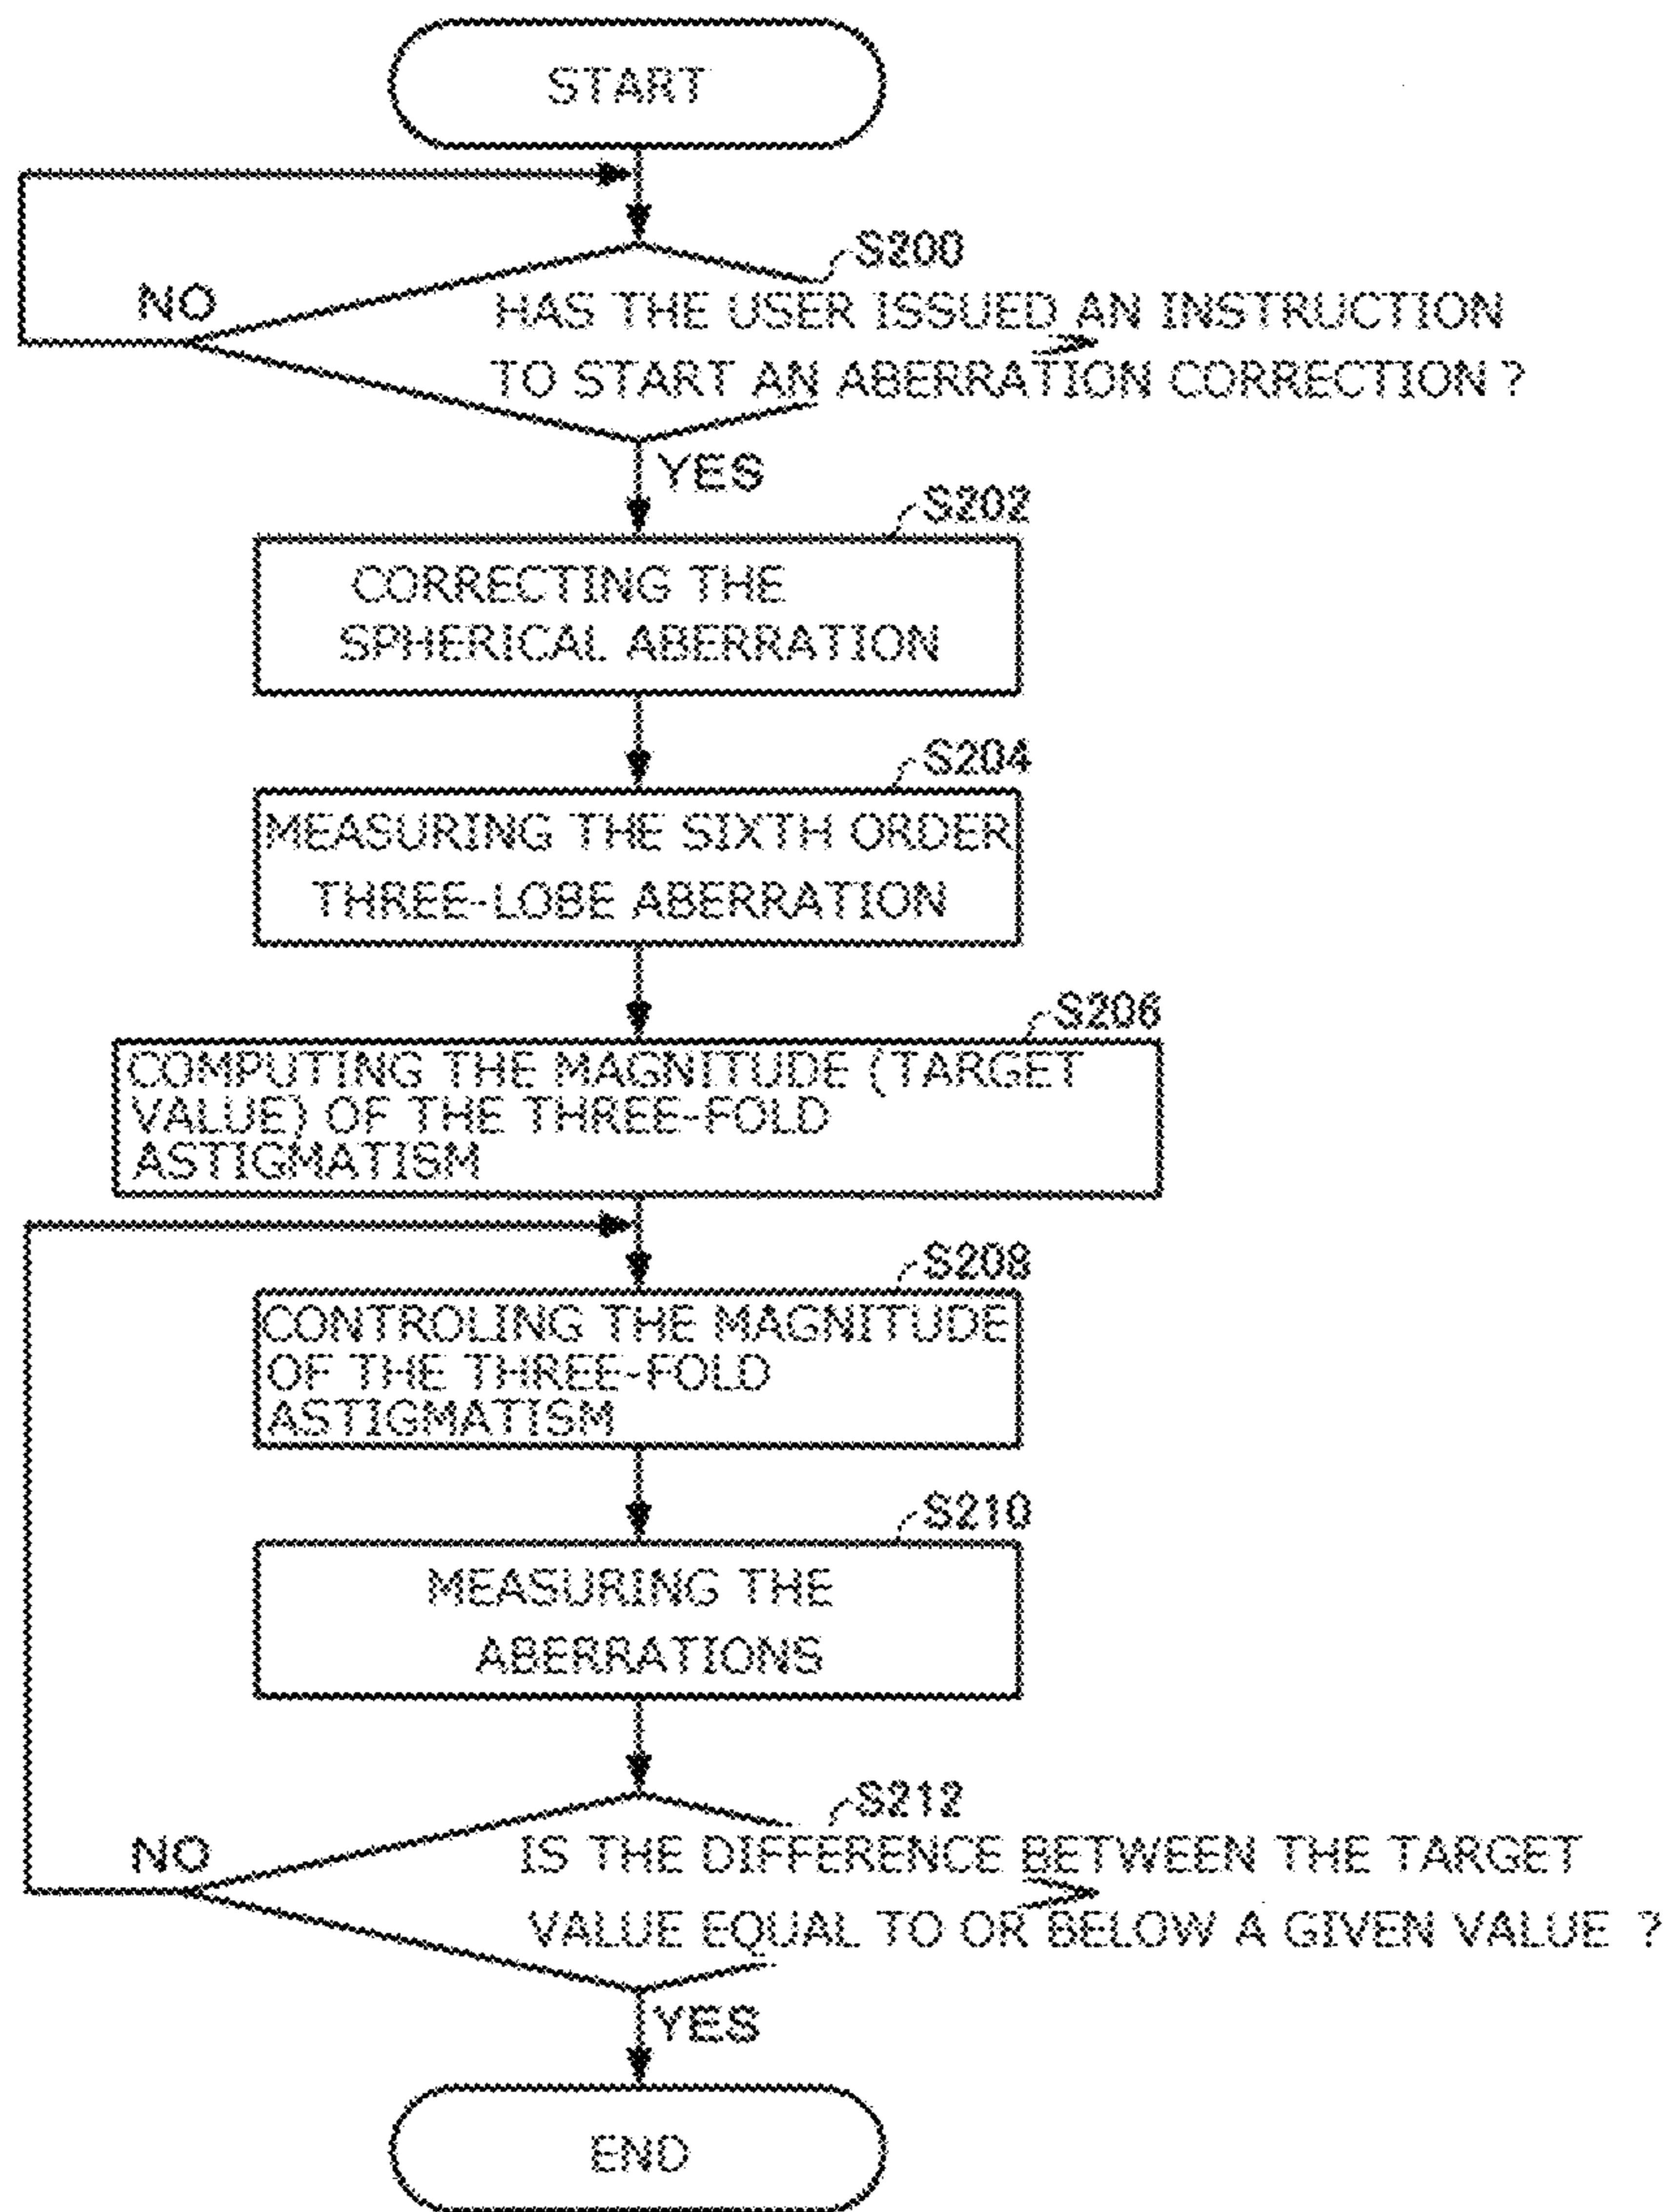 START
S200
NO
HAS THE USER ISSUED AN INSTRUCTION
TO START AN ABERRATION CORRECTION ?
YES
S202
CORRECTING THE
SPHERICAL ABERRATION
S204
MEASURING THE SIXTH ORDER
THREE-LOBE ABERRATION
S206
COMPUTING THE MAGNITUDE (TARGET
VALUE) OF THE THREE-FOLD
ASTIGMATISM
S208
CONTROLING THE MAGNITUDE
OF THE THREE-FOLD
ASTIGMATISM
S210
MEASURING THE
ABERRATIONS
S212
NO
IS THE DIFFERENCE BETWEEN THE TARGET
VALUE EQUAL TO OR BELOW A GIVEN VALUE ?
YES
END